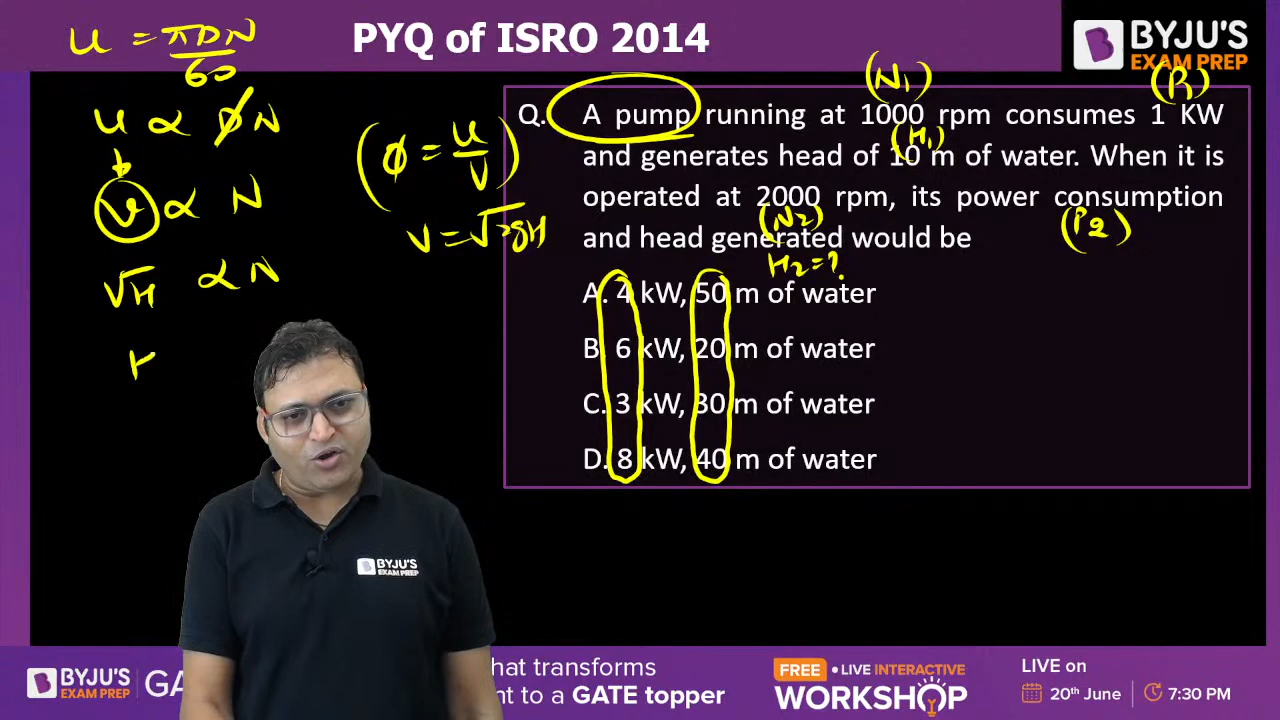 u = πDN/60
PYQ of ISRO 2014
BYJU'S
EXAM PREP
u ∝ D N
v ∝ N
√H ∝ N
H
(ϕ = u/V)
V = √2gH
(N1)
(P1)
Q. A pump running at 1000 rpm consumes 1 KW
(H1)
and generates head of 10 m of water. When it is
operated at 2000 rpm, its power consumption
(N2)
(P2)
and head generated would be
H2 = ?
A. 4 kW, 50 m of water
B. 6 kW, 20 m of water
C. 3 kW, 30 m of water
D. 8 kW, 40 m of water
BYJU'S
EXAM PREP
BYJU'S
EXAM PREP
GA
hat transforms
nt to a GATE topper
FREE • LIVE INTERACTIVE
WORKSHOP
LIVE on
20th June
7:30 PM